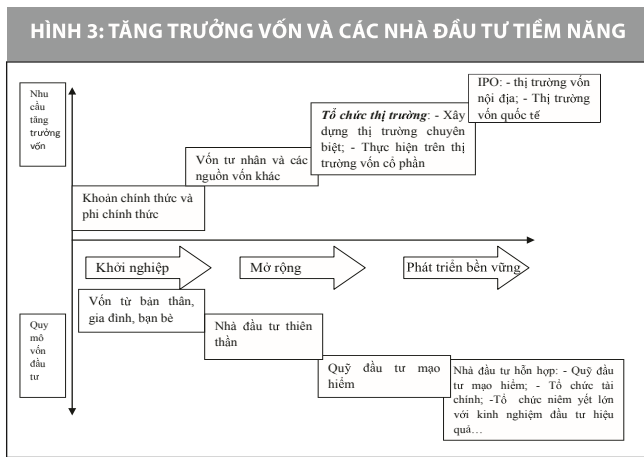 HÌNH 3: TĂNG TRƯỞNG VỐN VÀ CÁC NHÀ ĐẦU TƯ TIỀM NĂNG
Nhu
cầu
tăng
trưởng
vốn
IPO: - thị trường vốn
nội địa; - Thị trường
vốn quốc tế
Tổ chức thị trường: - Xây
dựng thị trường chuyên
biệt; - Thực hiện trên thị
trường vốn cổ phần
Vốn tư nhân và các
nguồn vốn khác
Khoản chính thức và
phi chính thức
Khởi nghiệp
Mở rộng
Phát triển bền vững
Quy
mô
vốn
đầu
tư
Vốn từ bản thân,
gia đình, bạn bè
Nhà đầu tư thiên
thần
Quỹ đầu tư mạo
hiểm
Nhà đầu tư hỗn hợp: - Quỹ đầu
tư mạo hiểm; - Tổ chức tài
chính; -Tổ chức niêm yết lớn
với kinh nghiệm đầu tư hiệu
quả…